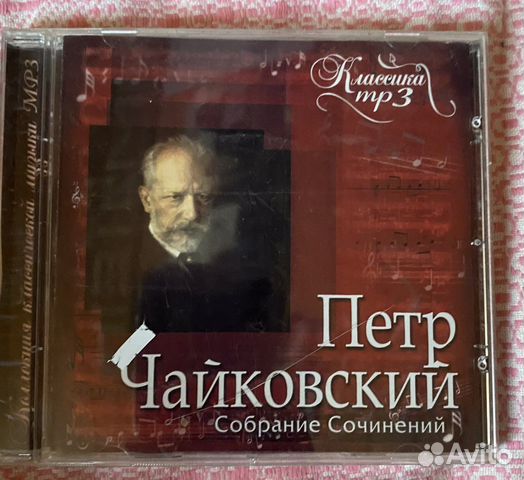 Классика
mp3
Петр
Чайковский
Собрание Сочинений
Коллекция классической музыки MP3
Avito